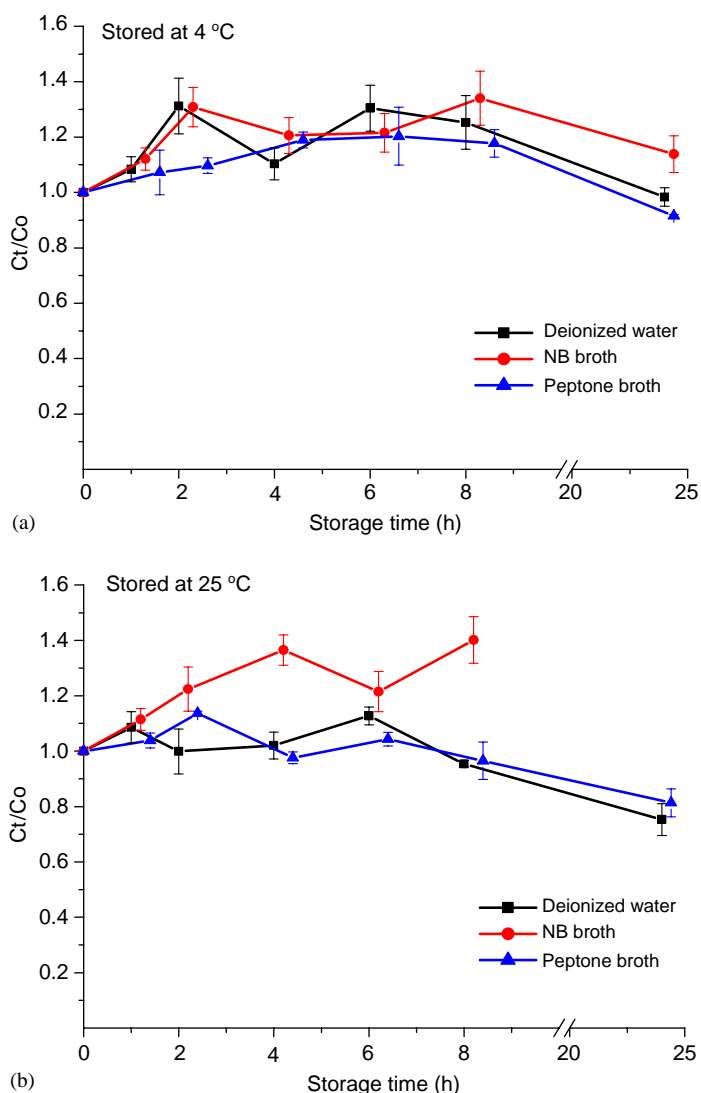 Stored at 4 °C
1.6
1.4
1.2
1.0
0.8
0.6
0.4
0.2
Ct/Co
Deionized water
NB broth
Peptone broth
0 2 4 6 8 20 25
Storage time (h)
(a)
Stored at 25 °C
1.6
1.4
1.2
1.0
0.8
0.6
0.4
0.2
Ct/Co
Deionized water
NB broth
Peptone broth
0 2 4 6 8 20 25
Storage time (h)
(b)